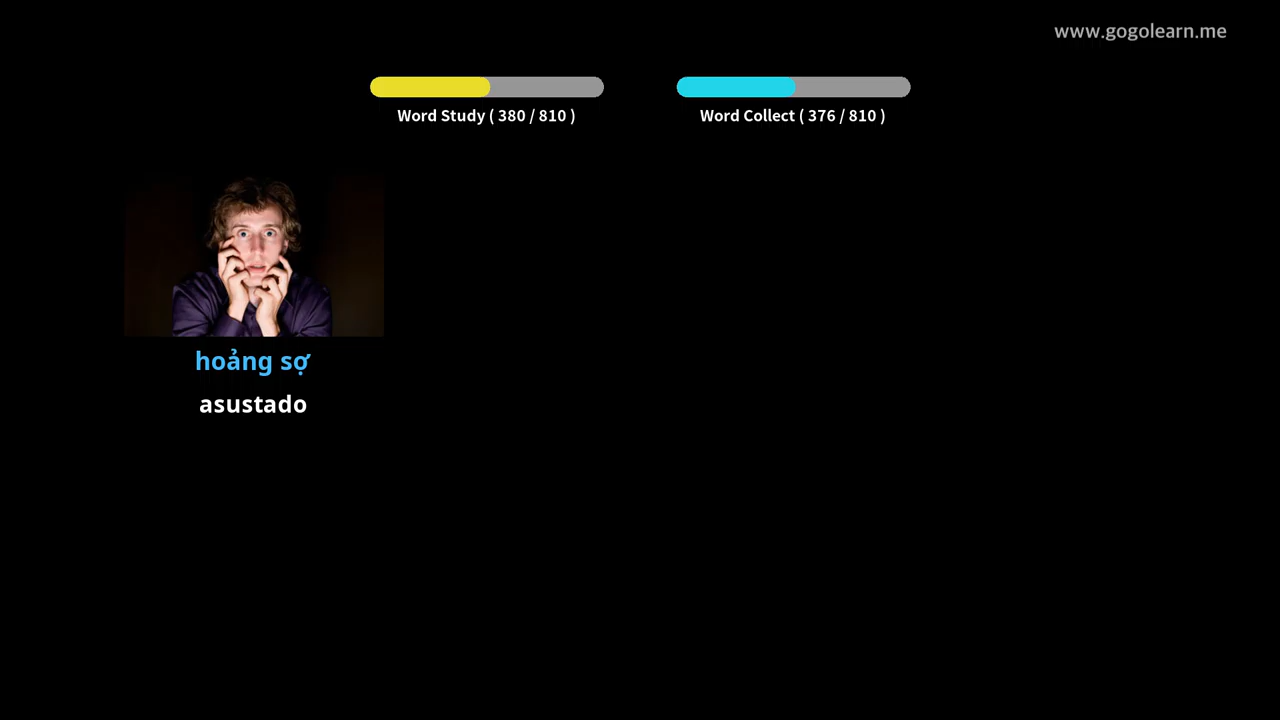 www.gogolearn.me
Word Study ( 380 / 810 )
Word Collect ( 376 / 810 )
hoảng sợ
asustado